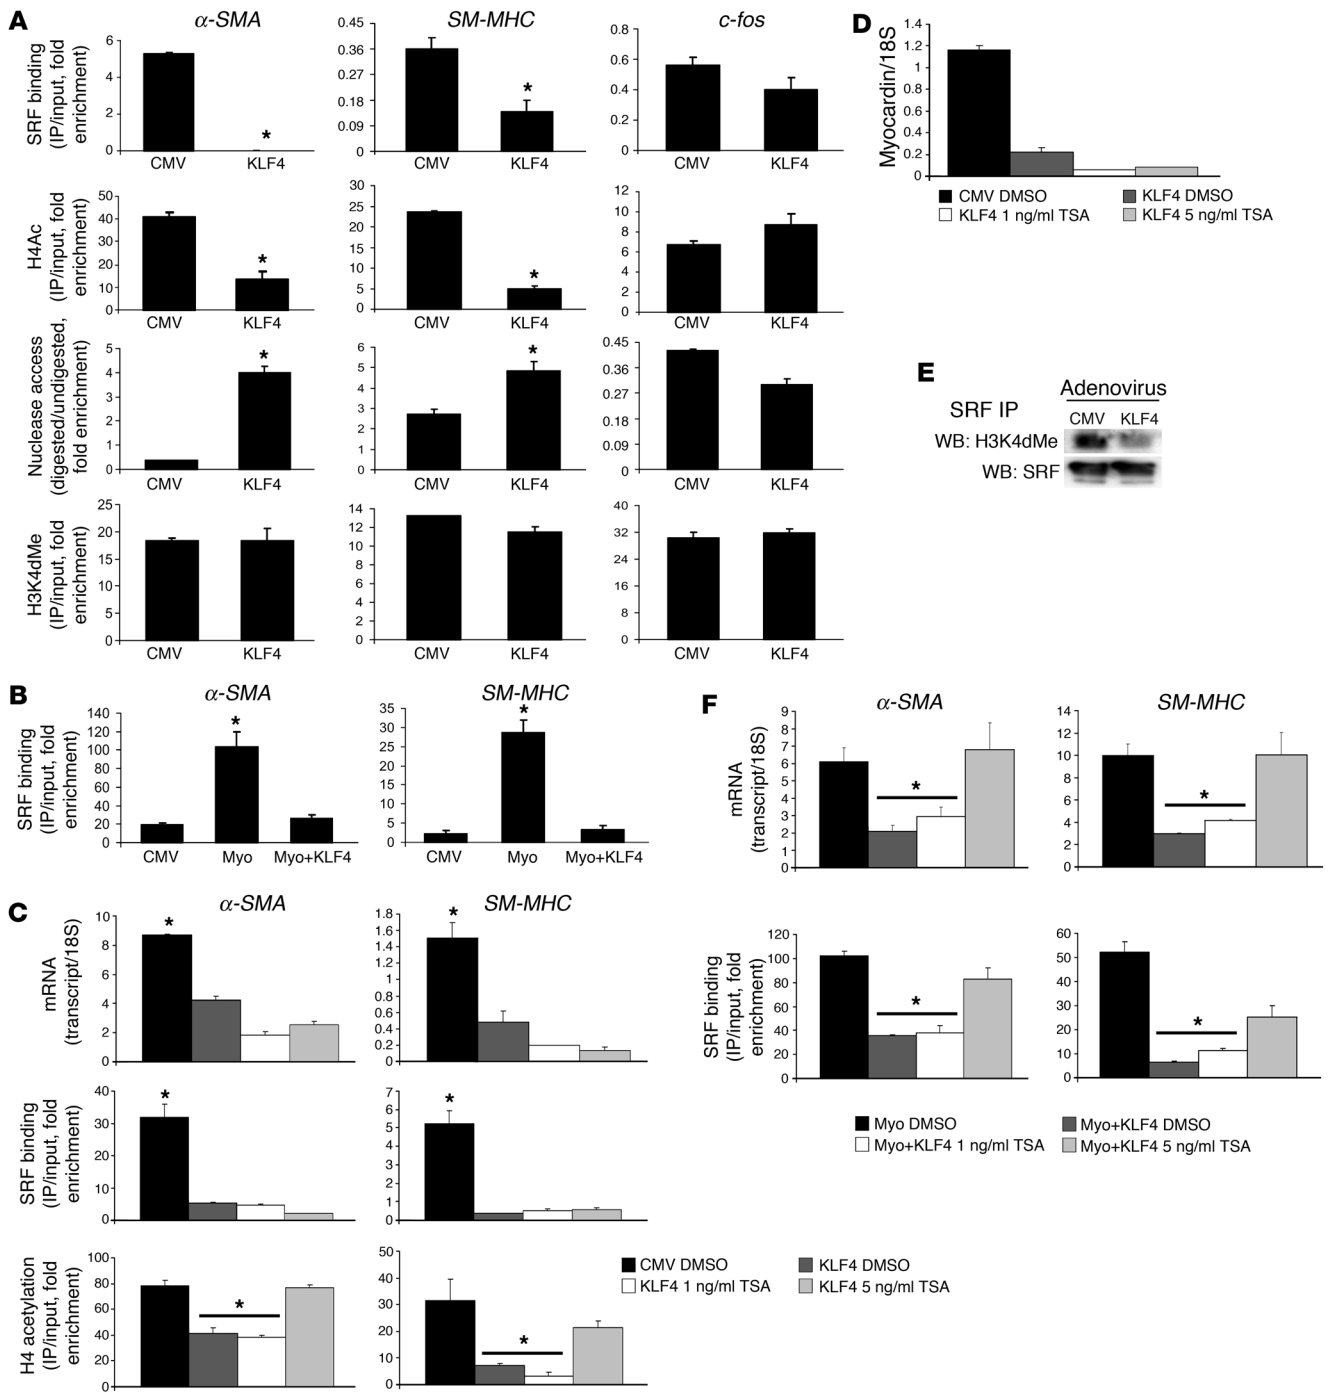 A
α-SMA
SM-MHC
c-fos
SRF binding
(IP/input, fold
enrichment)
6
4
2
0
*
CMV
KLF4
0.45
0.36
0.27
0.18
0.09
0
*
CMV
KLF4
0.8
0.6
0.4
0.2
0
CMV
KLF4
H4Ac
(IP/input, fold
enrichment)
50
40
30
20
10
0
*
CMV
KLF4
30
25
20
15
10
5
0
*
CMV
KLF4
12
10
8
6
4
2
0
CMV
KLF4
Nuclease access
(digested/undigested,
fold enrichment)
5
4
3
2
1
0
*
CMV
KLF4
6
5
4
3
2
1
0
*
CMV
KLF4
0.45
0.36
0.27
0.18
0.09
0
CMV
KLF4
H3K4dMe
(IP/input, fold
enrichment)
25
20
15
10
5
0
CMV
KLF4
14
12
10
8
6
4
2
0
CMV
KLF4
40
32
24
16
8
0
CMV
KLF4
B
α-SMA
SM-MHC
SRF binding
(IP/input, fold
enrichment)
140
120
100
80
60
40
20
0
*
CMV
Myo
Myo+KLF4
35
30
25
20
15
10
5
0
*
CMV
Myo
Myo+KLF4
C
α-SMA
SM-MHC
mRNA
(transcript/18S)
10
8
6
4
2
0
*
1.8
1.6
1.4
1.2
1
0.8
0.6
0.4
0.2
0
*
SRF binding
(IP/input, fold
enrichment)
40
30
20
10
0
*
7
6
5
4
3
2
1
0
*
H4 acetylation
(IP/input, fold
enrichment)
100
80
60
40
20
0
*
50
40
30
20
10
0
*
CMV DMSO
KLF4 DMSO
KLF4 1 ng/ml TSA
KLF4 5 ng/ml TSA
D
Myocardin/18S
1.4
1.2
1
0.8
0.6
0.4
0.2
0
CMV DMSO
KLF4 DMSO
KLF4 1 ng/ml TSA
KLF4 5 ng/ml TSA
E
Adenovirus
SRF IP
CMV
KLF4
WB: H3K4dMe
WB: SRF
F
α-SMA
SM-MHC
mRNA
(transcript/18S)
9
8
7
6
5
4
3
2
1
0
*
14
12
10
8
6
4
2
0
*
SRF binding
(IP/input, fold
enrichment)
120
100
80
60
40
20
0
*
60
50
40
30
20
10
0
*
Myo DMSO
Myo+KLF4 DMSO
Myo+KLF4 1 ng/ml TSA
Myo+KLF4 5 ng/ml TSA